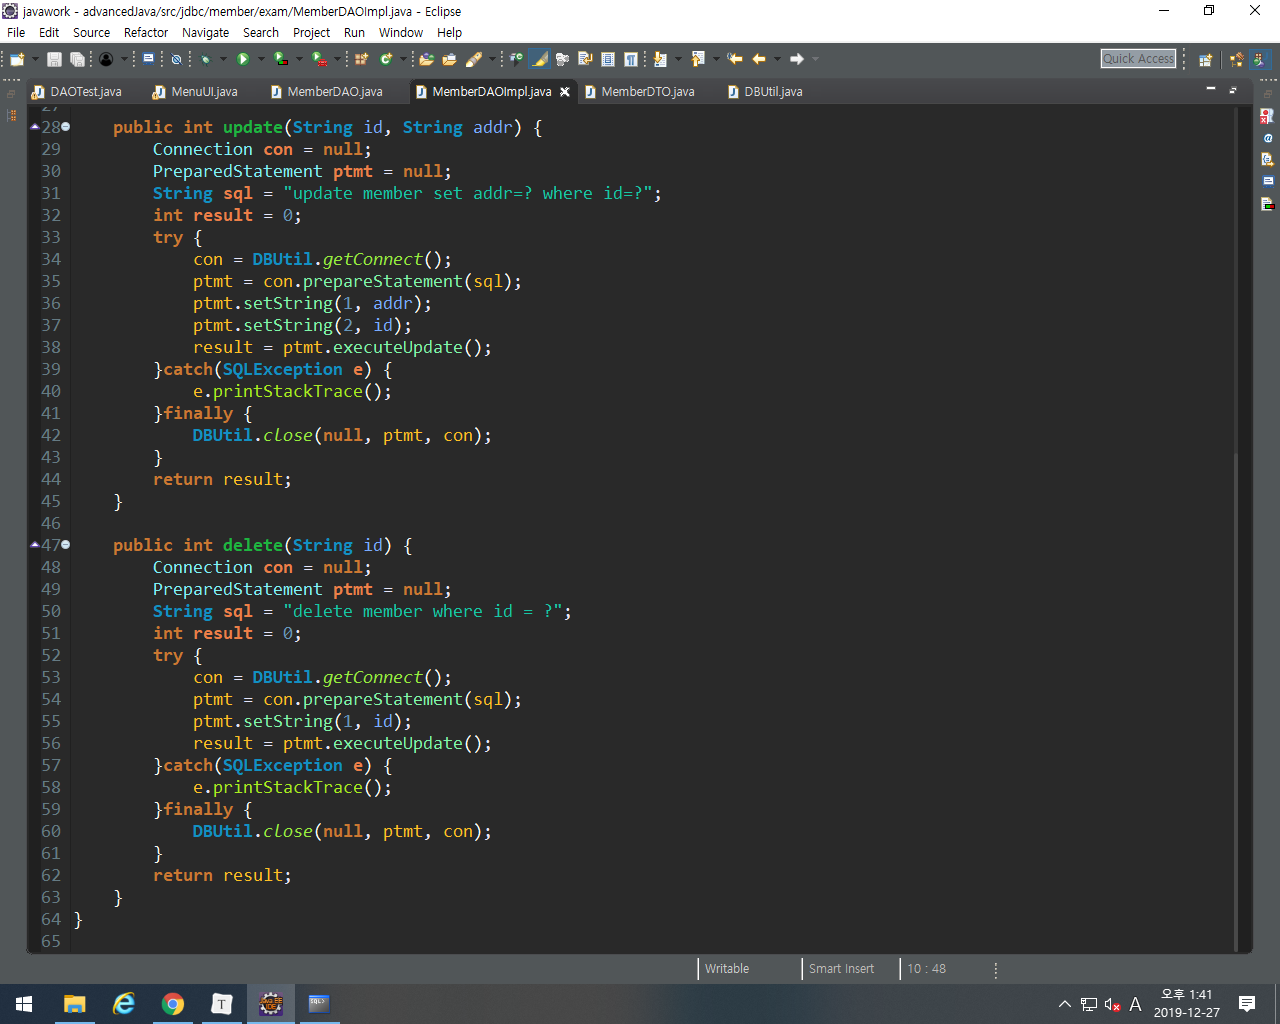 javawork - advancedJava/src/jdbc/member/exam/MemberDAOImpl.java - Eclipse
File Edit Source Refactor Navigate Search Project Run Window Help
Quick Access
DAOTest.java MenuUI.java MemberDAO.java MemberDAOImpl.java MemberDTO.java DBUtil.java
27
28 public int update(String id, String addr) {
29 Connection con = null;
30 PreparedStatement ptmt = null;
31 String sql = "update member set addr=? where id=?";
32 int result = 0;
33 try {
34 con = DBUtil.getConnect();
35 ptmt = con.prepareStatement(sql);
36 ptmt.setString(1, addr);
37 ptmt.setString(2, id);
38 result = ptmt.executeUpdate();
39 }catch(SQLException e) {
40 e.printStackTrace();
41 }finally {
42 DBUtil.close(null, ptmt, con);
43 }
44 return result;
45 }
46
47 public int delete(String id) {
48 Connection con = null;
49 PreparedStatement ptmt = null;
50 String sql = "delete member where id = ?";
51 int result = 0;
52 try {
53 con = DBUtil.getConnect();
54 ptmt = con.prepareStatement(sql);
55 ptmt.setString(1, id);
56 result = ptmt.executeUpdate();
57 }catch(SQLException e) {
58 e.printStackTrace();
59 }finally {
60 DBUtil.close(null, ptmt, con);
61 }
62 return result;
63 }
64 }
65
Writable Smart Insert 10 : 48
T
A
오후 1:41
2019-12-27